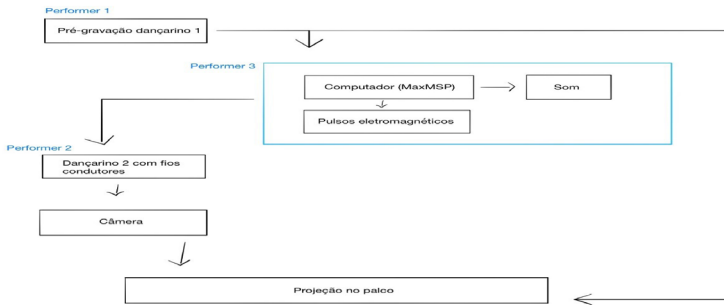 Performer 1
Pré-gravação dançarino 1
Performer 3
Computador (MaxMSP)
Som
Pulsos eletromagnéticos
Performer 2
Dançarino 2 com fios
condutores
Câmera
Projeção no palco